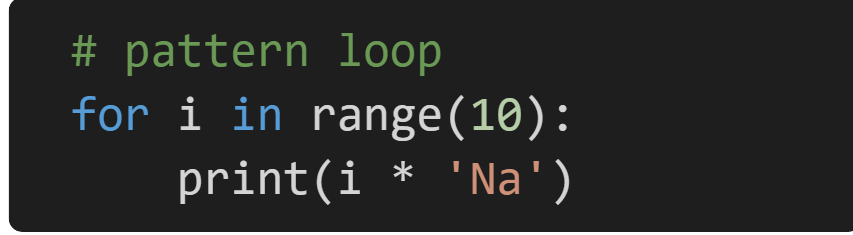 # pattern loop
for i in range(10):
    print(i * 'Na')